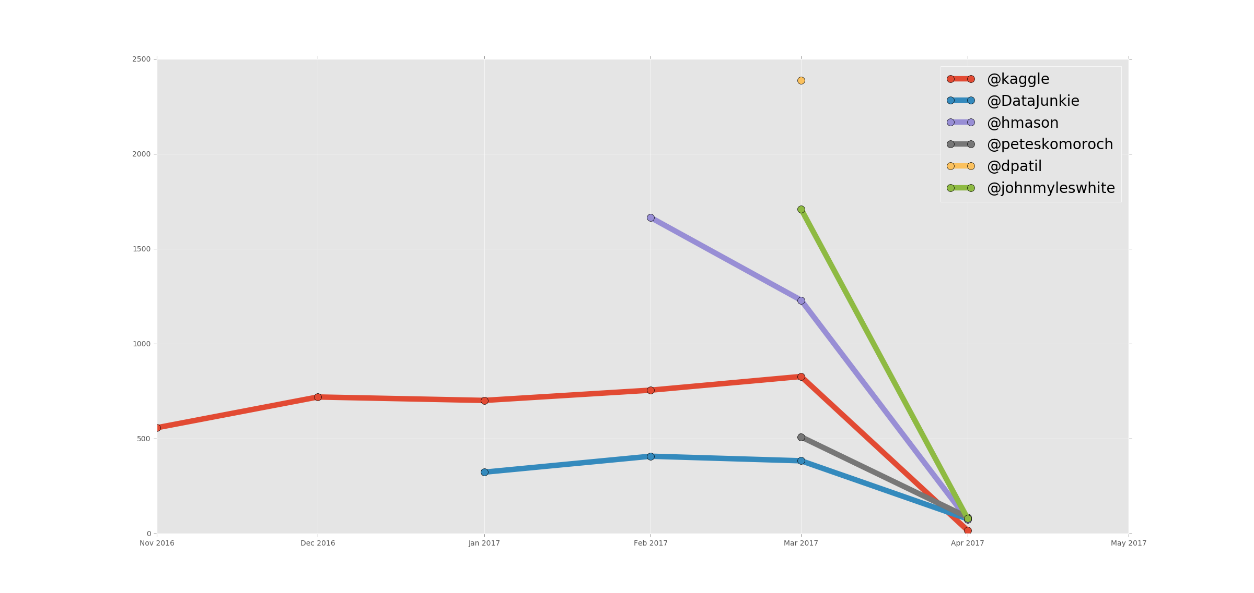 2500
2000
1500
1000
500
0
Nov 2016
Dec 2016
Jan 2017
Feb 2017
Mar 2017
Apr 2017
May 2017
@kaggle
@DataJunkie
@hmason
@peteskomoroch
@dpatil
@johnmyleswhite